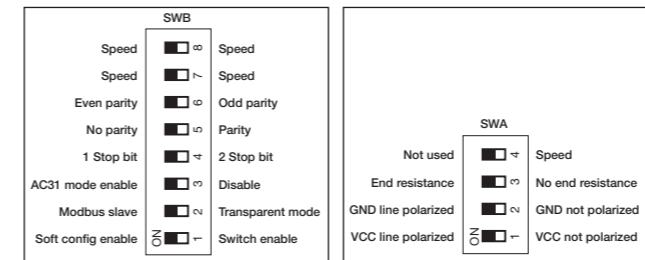 SWB
Speed 8 Speed
Speed 7 Speed
Even parity 6 Odd parity
No parity 5 Parity
1 Stop bit 4 2 Stop bit
AC31 mode enable 3 Disable
Modbus slave 2 Transparent mode
Soft config enable ON 1 Switch enable
SWA
Not used 4 Speed
End resistance 3 No end resistance
GND line polarized 2 GND not polarized
VCC line polarized ON 1 VCC not polarized